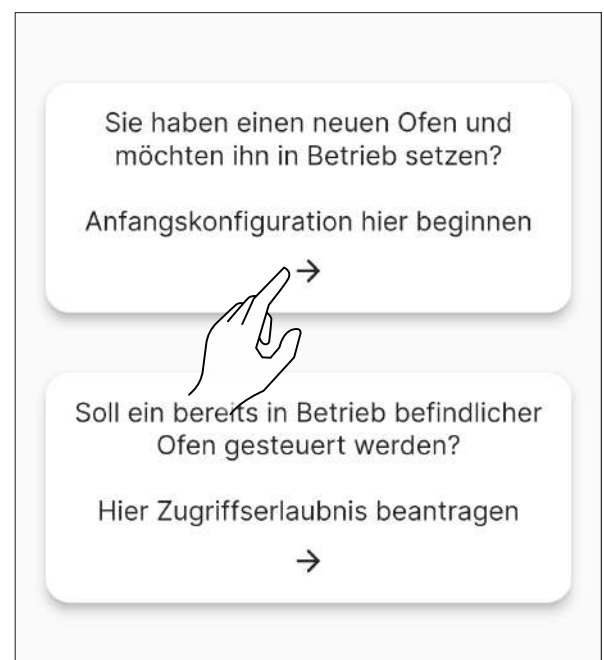 Sie haben einen neuen Ofen und
möchten ihn in Betrieb setzen?
Anfangskonfiguration hier beginnen
→
Soll ein bereits in Betrieb befindlicher
Ofen gesteuert werden?
Hier Zugriffserlaubnis beantragen
→